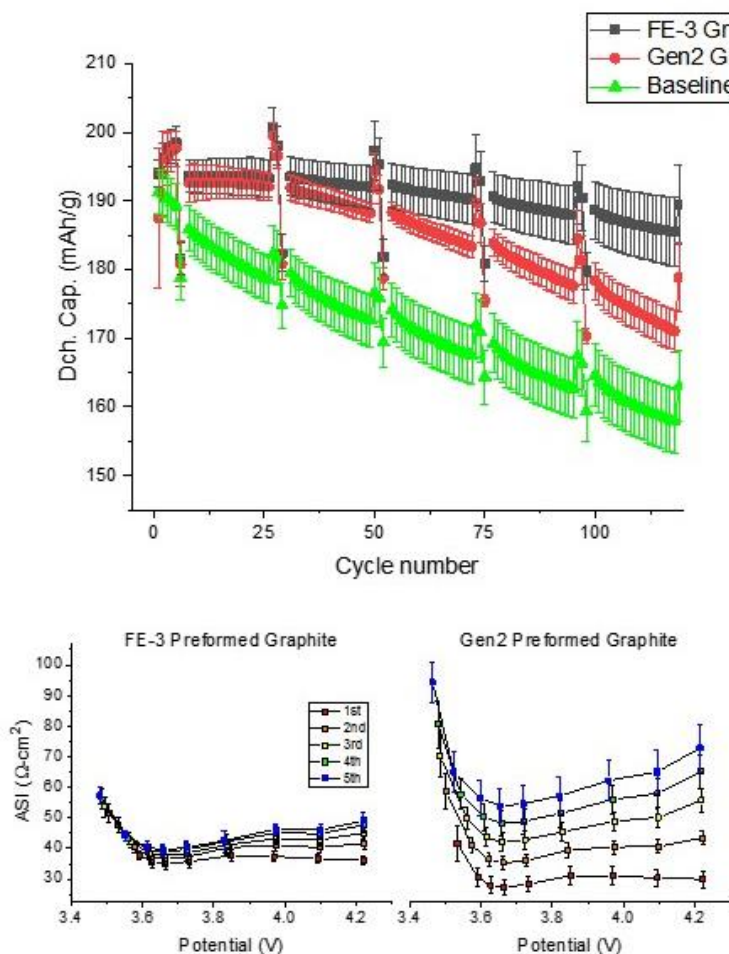 FE-3 Gr
Gen2 G
Baseline
210
200
190
180
170
160
150
Dch. Cap. (mAh/g)
0 25 50 75 100
Cycle number
FE-3 Preformed Graphite
Gen2 Preformed Graphite
100
90
80
70
60
50
40
30
ASI (Ω-cm²)
1st
2nd
3rd
4th
5th
3.4 3.6 3.8 4.0 4.2
3.4 3.6 3.8 4.0 4.2
Potential (V)
Potential (V)